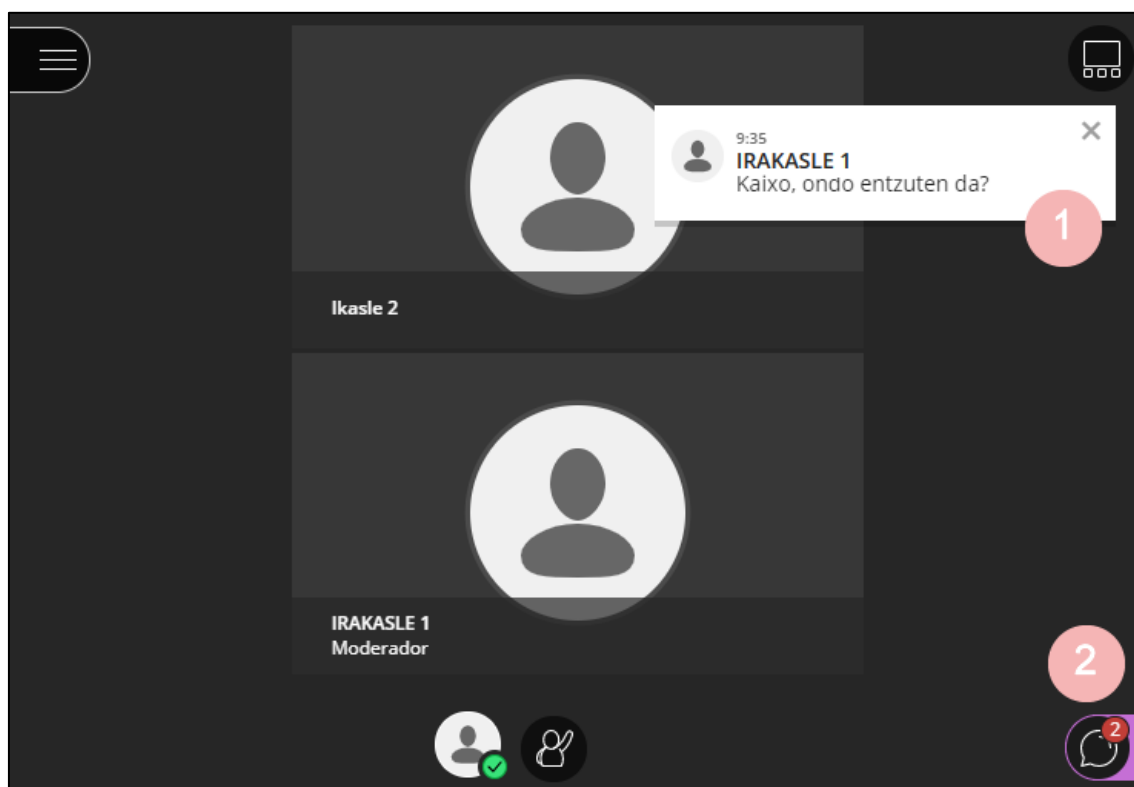 9:35
IRAKASLE 1
Kaixo, ondo entzuten da?
1
Ikasle 2
IRAKASLE 1
Moderador
2
2